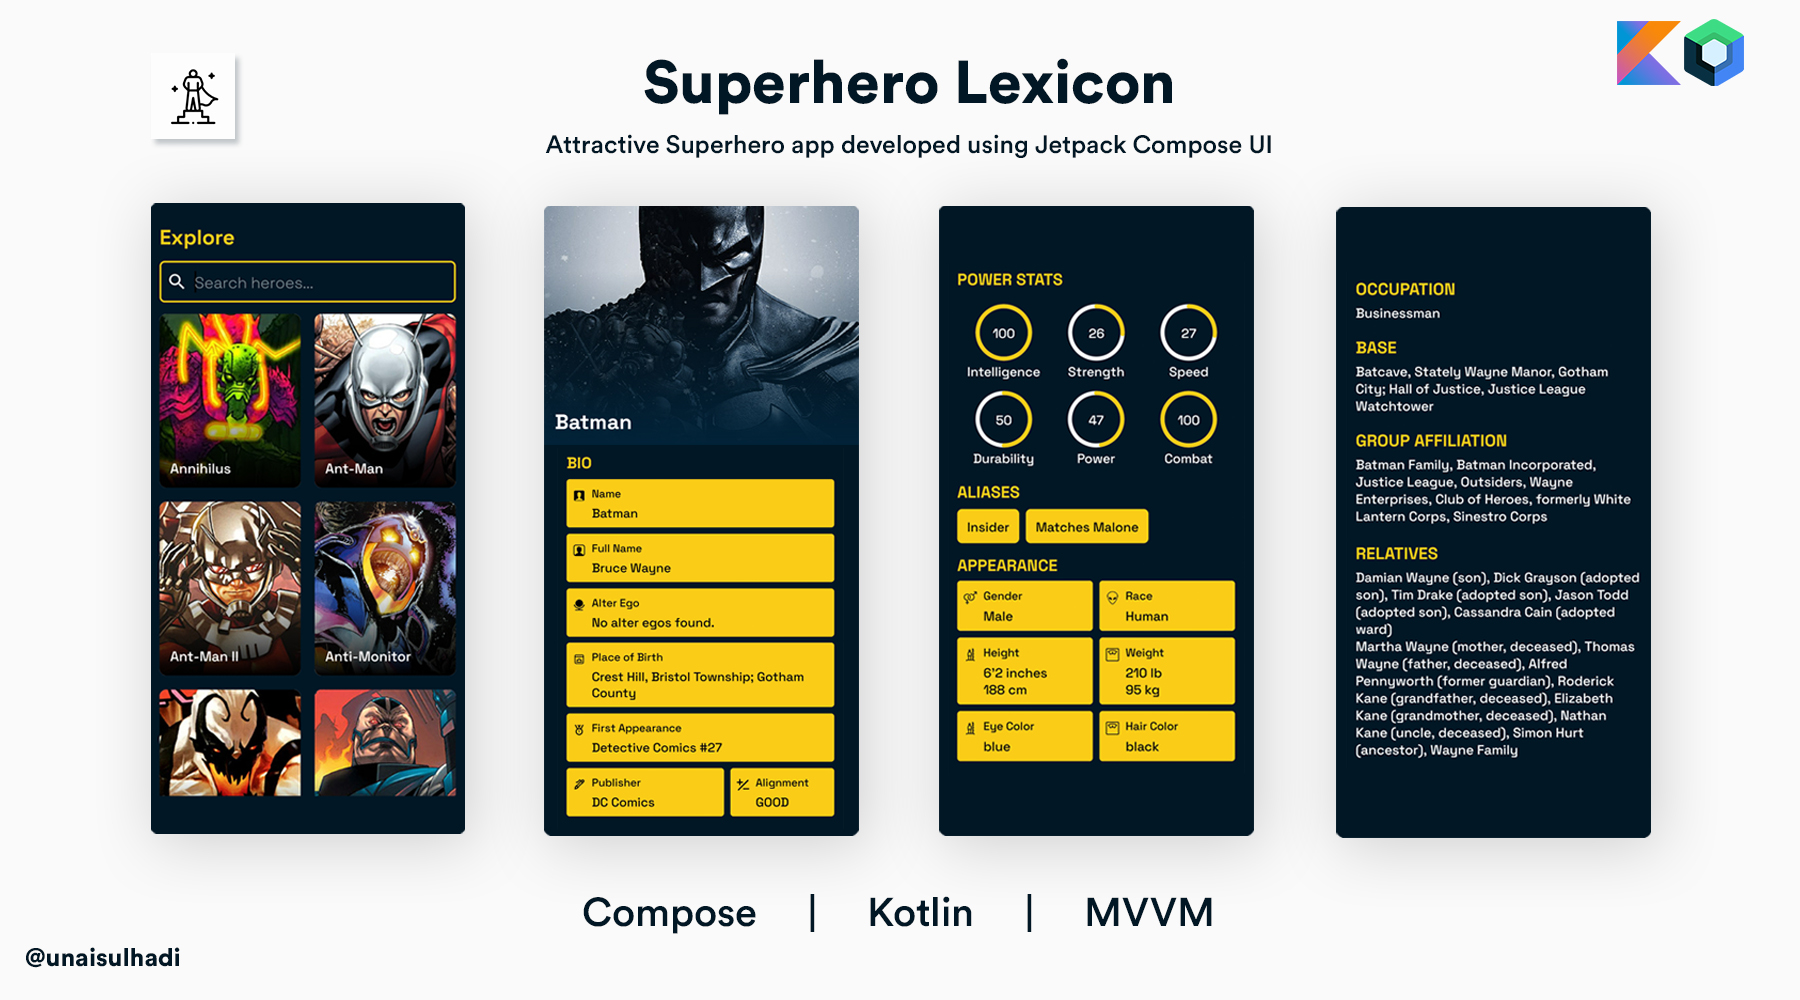 Superhero Lexicon
Attractive Superhero app developed using Jetpack Compose UI
Explore
Search heroes...
Annihilus
Ant-Man
Ant-Man II
Anti-Monitor
Batman
BIO
Name
Batman
Full Name
Bruce Wayne
Alter Ego
No alter egos found.
Place of Birth
Crest Hill, Bristol Township; Gotham
County
First Appearance
Detective Comics #27
Publisher
DC Comics
Alignment
GOOD
POWER STATS
100
26
27
Intelligence
Strength
Speed
50
47
100
Durability
Power
Combat
ALIASES
Insider
Matches Malone
APPEARANCE
Gender
Male
Race
Human
Height
6'2 inches
188 cm
Weight
210 lb
95 kg
Eye Color
blue
Hair Color
black
OCCUPATION
Businessman
BASE
Batcave, Stately Wayne Manor, Gotham
City; Hall of Justice, Justice League
Watchtower
GROUP AFFILIATION
Batman Family, Batman Incorporated,
Justice League, Outsiders, Wayne
Enterprises, Club of Heroes, formerly White
Lantern Corps, Sinestro Corps
RELATIVES
Damian Wayne (son), Dick Grayson (adopted
son), Tim Drake (adopted son), Jason Todd
(adopted son), Cassandra Cain (adopted
ward)
Martha Wayne (mother, deceased), Thomas
Wayne (father, deceased), Alfred
Pennyworth (former guardian), Roderick
Kane (grandfather, deceased), Elizabeth
Kane (grandmother, deceased), Nathan
Kane (uncle, deceased), Simon Hurt
(ancestor), Wayne Family
Compose | Kotlin | MVVM
@unaisulhadi